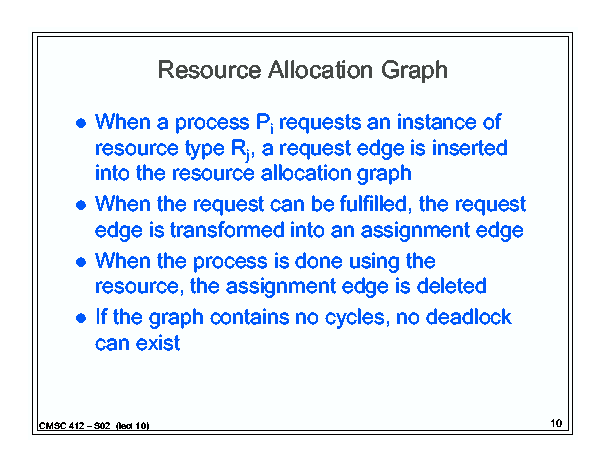 Resource Allocation Graph
● When a process Pi requests an instance of
resource type Rj, a request edge is inserted
into the resource allocation graph
● When the request can be fulfilled, the request
edge is transformed into an assignment edge
● When the process is done using the
resource, the assignment edge is deleted
● If the graph contains no cycles, no deadlock
can exist
CMSC 412 – S02 (lect 10)
10